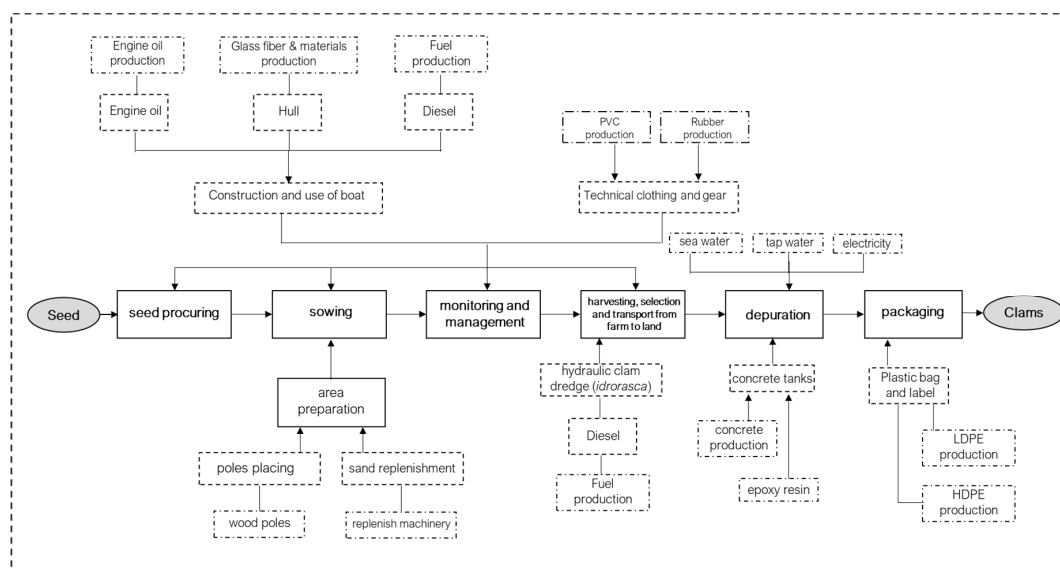 Engine oil
production
Glass fiber & materials
production
Fuel
production
Engine oil
Hull
Diesel
PVC
production
Rubber
production
Construction and use of boat
Technical clothing and gear
sea water
tap water
electricity
Seed
seed procuring
sowing
monitoring and
management
harvesting, selection
and transport from
farm to land
depuration
packaging
Clams
area
preparation
hydraulic clam
dredge (idrorasca)
concrete tanks
Plastic bag
and label
poles placing
sand replenishment
Diesel
concrete
production
LDPE
production
wood poles
replenish machinery
Fuel
production
epoxy resin
HDPE
production